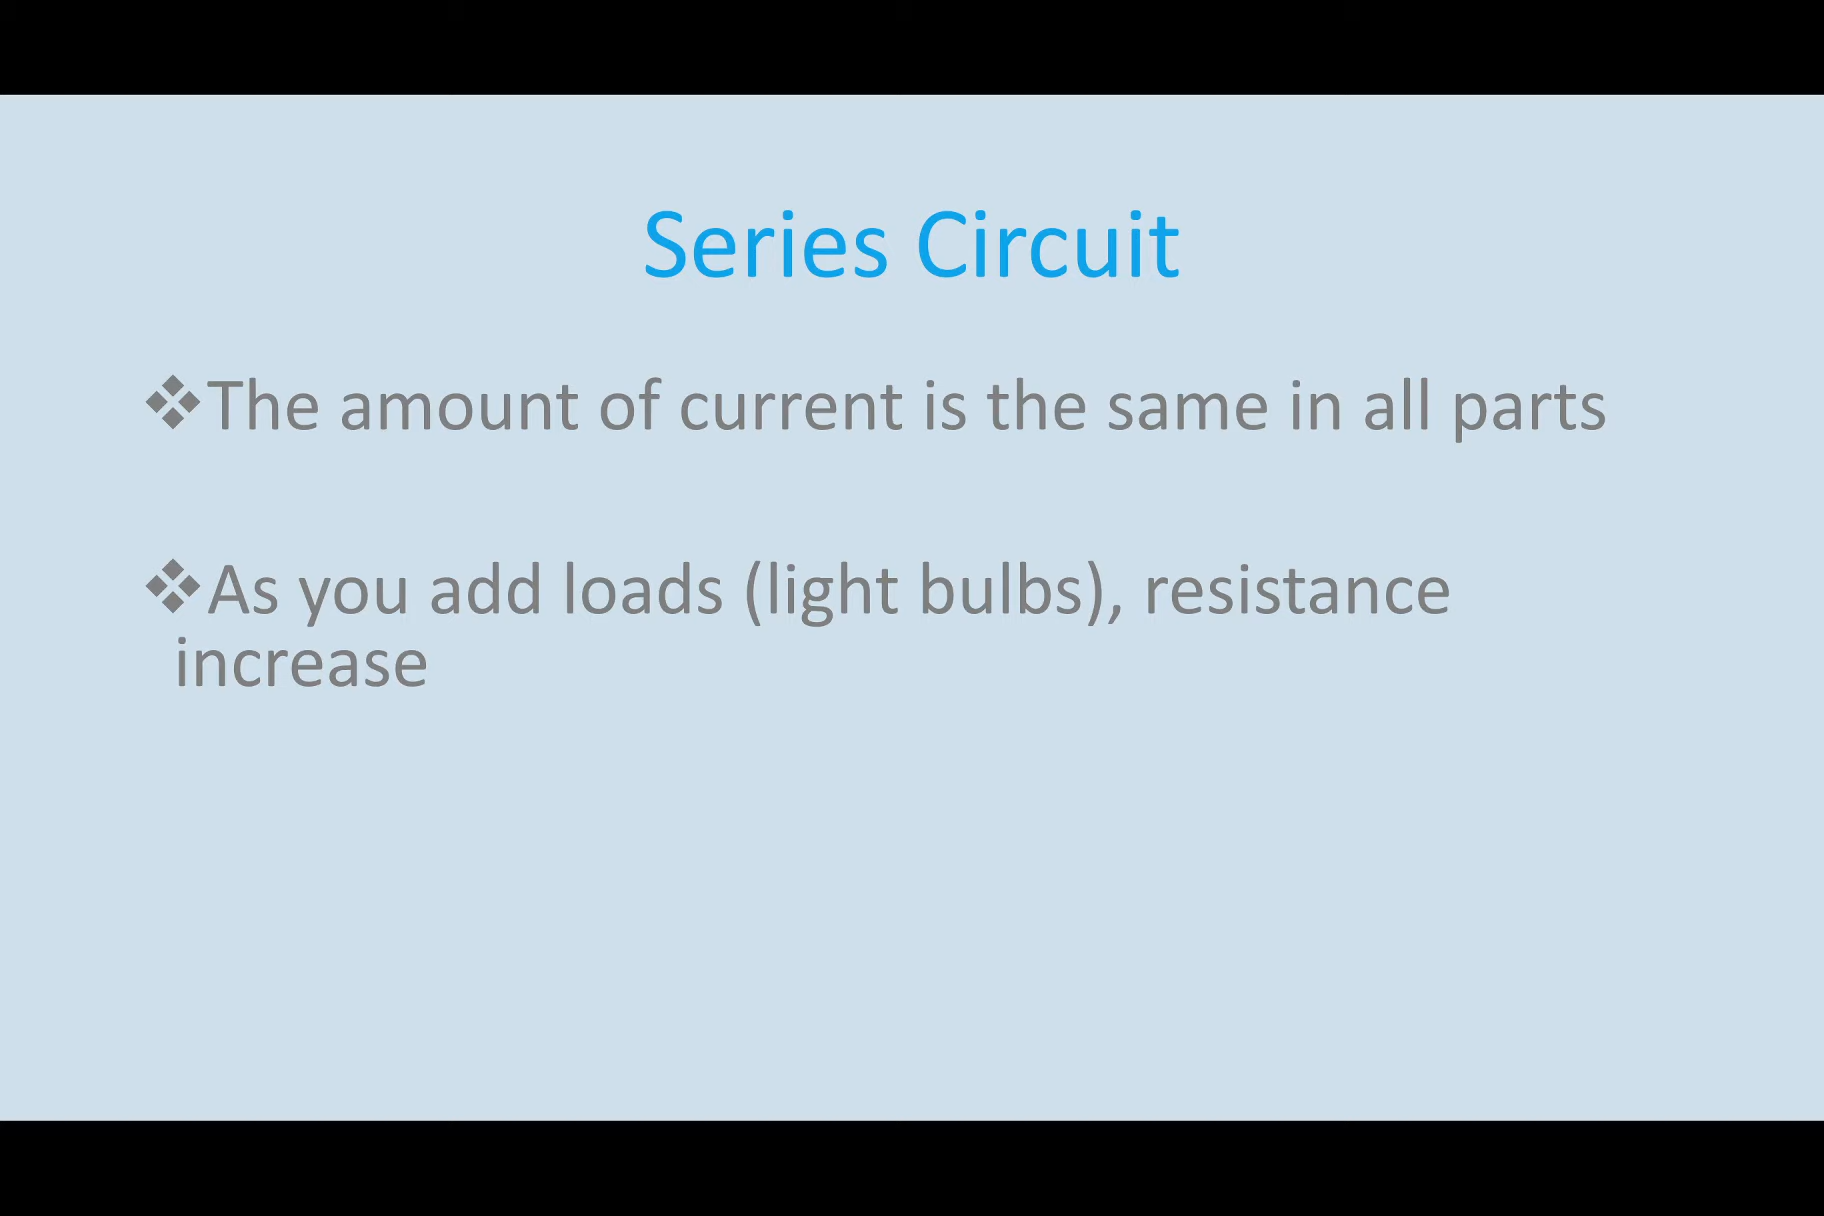 Series Circuit
❖The amount of current is the same in all parts
❖As you add loads (light bulbs), resistance
increase